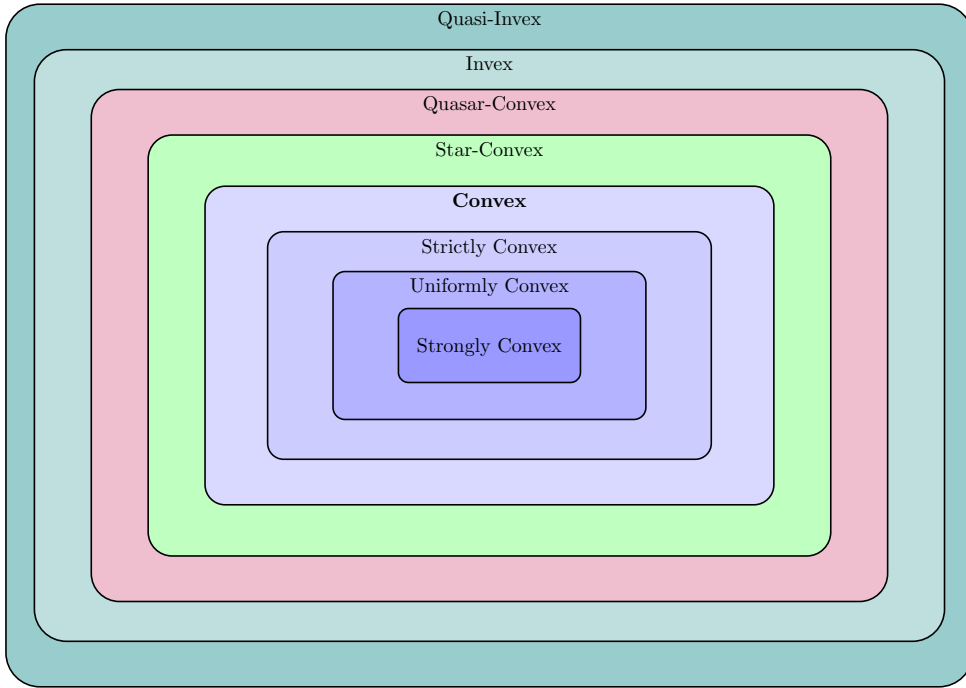 Quasi-Invex
Invex
Quasar-Convex
Star-Convex
Convex
Strictly Convex
Uniformly Convex
Strongly Convex